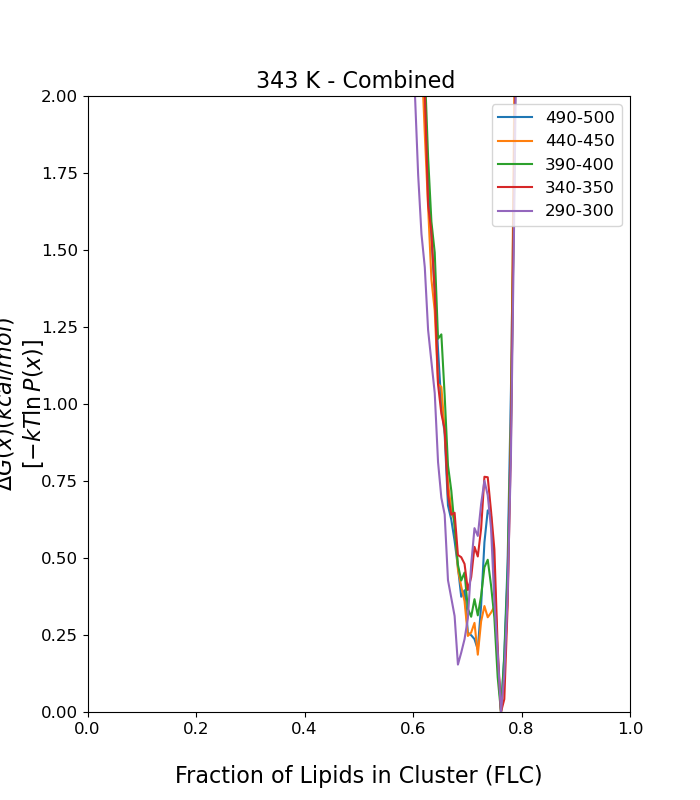 343 K - Combined
ΔG(x)(kcal/mol)
[−kT ln P(x)]
2.00
1.75
1.50
1.25
1.00
0.75
0.50
0.25
0.00
490-500
440-450
390-400
340-350
290-300
0.0 0.2 0.4 0.6 0.8 1.0
Fraction of Lipids in Cluster (FLC)